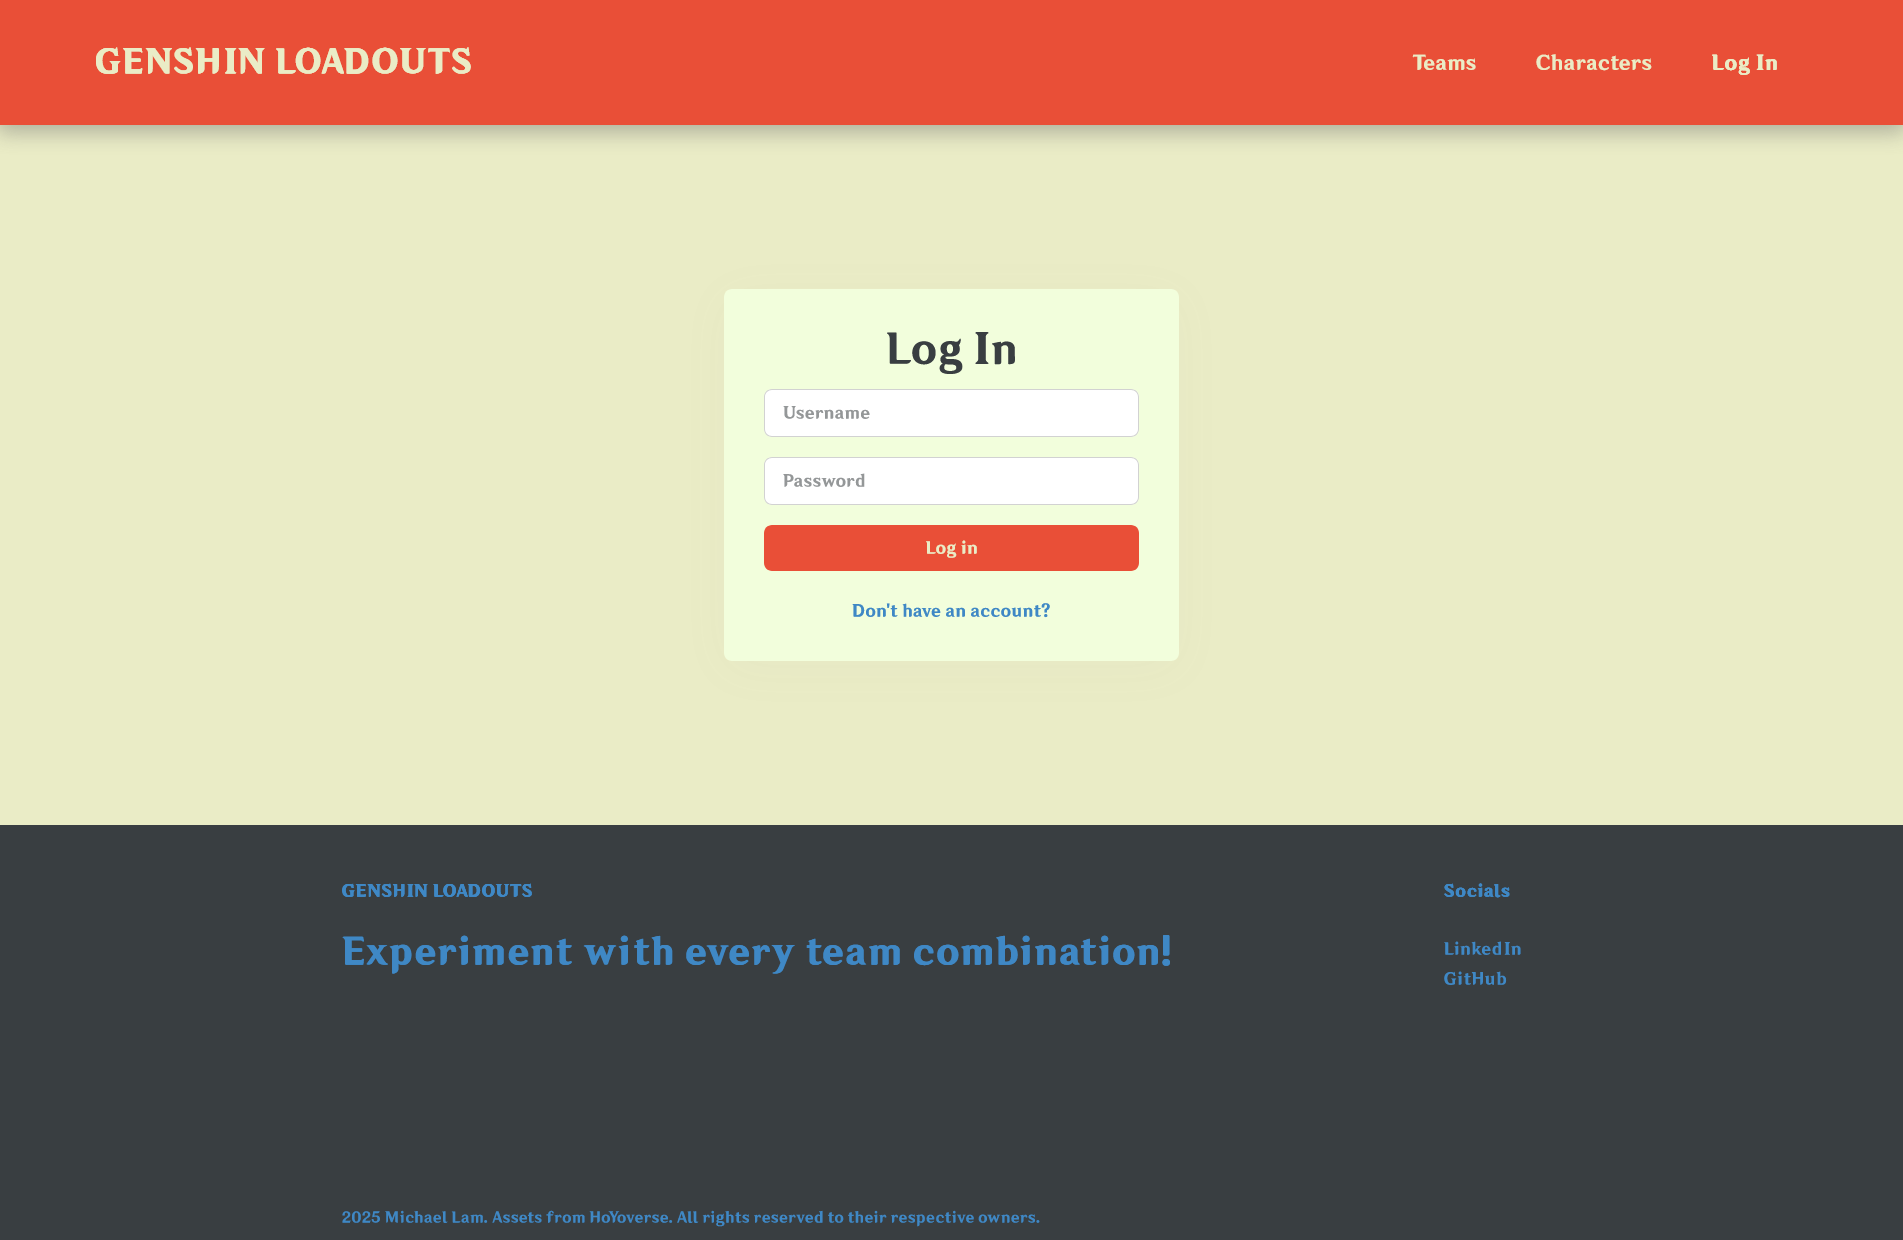 GENSHIN LOADOUTS
Teams
Characters
Log In
Log In
Username
Password
Log in
Don't have an account?
GENSHIN LOADOUTS
Experiment with every team combination!
Socials
LinkedIn
GitHub
2025 Michael Lam. Assets from HoYoverse. All rights reserved to their respective owners.